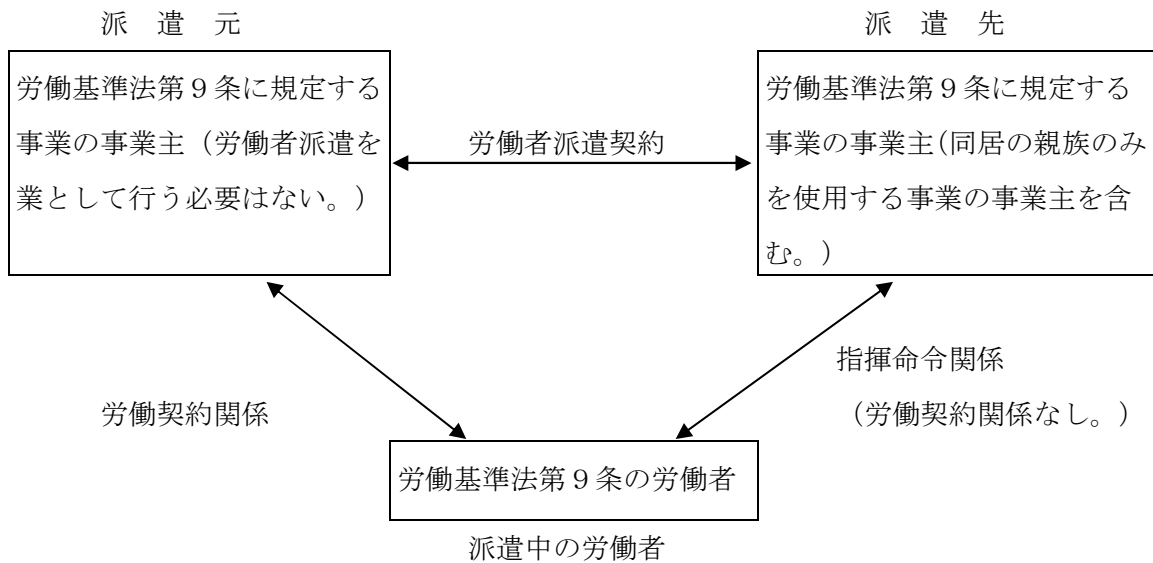 派　遣　元
労働基準法第９条に規定する
事業の事業主（労働者派遣を
業として行う必要はない。）
労働者派遣契約
派　遣　先
労働基準法第９条に規定する
事業の事業主(同居の親族のみ
を使用する事業の事業主を含
む。）
労働契約関係
指揮命令関係
（労働契約関係なし。）
労働基準法第９条の労働者
派遣中の労働者